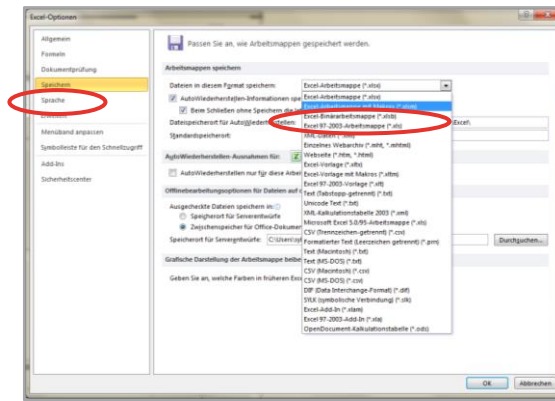 Excel-Optionen
Allgemein
Formeln
Dokumentprüfung
Speichern
Sprache
Erweitert
Menüband anpassen
Symbolleiste für den Schnellzugriff
Add-Ins
Sicherheitscenter
Passen Sie an, wie Arbeitsmappen gespeichert werden.
Arbeitsmappen speichern
Dateien in diesem Format speichern:
Excel-Arbeitsmappe (*.xlsx)
AutoWiederherstellen-Informationen spe
Beim Schließen ohne Speichern die le
Dateispeicherort für AutoWiederherstellen:
\Excel\
Standardspeicherort:
AutoWiederherstellen-Ausnahmen für:
AutoWiederherstellen nur für diese Arbei
Offlinebearbeitungsoptionen für Dateien auf
Ausgecheckte Dateien speichern in:
Speicherort für Serverentwürfe
Zwischenspeicher für Office-Dokumen
Speicherort für Serverentwürfe:
Durchsuchen...
Grafische Darstellung der Arbeitsmappe beibe
Geben Sie an, welche Farben in früheren Exce
Excel-Arbeitsmappe (*.xlsx)
Excel-Arbeitsmappe mit Makros (*.xlsm)
Excel-Binärarbeitsmappe (*.xlsb)
Excel 97-2003-Arbeitsmappe (*.xls)
XML-Daten (*.xml)
Einzelnes Webarchiv (*.mht, *.mhtml)
Webseite (*.htm, *.html)
Excel-Vorlage (*.xltx)
Excel-Vorlage mit Makros (*.xltm)
Excel 97-2003-Vorlage (*.xlt)
Text (Tabstopp-getrennt) (*.txt)
Unicode Text (*.txt)
XML-Kalkulationstabelle 2003 (*.xml)
Microsoft Excel 5.0/95-Arbeitsmappe (*.xls)
CSV (Trennzeichen-getrennt) (*.csv)
Formatierter Text (Leerzeichen getrennt) (*.prn)
Text (Macintosh) (*.txt)
Text (MS-DOS) (*.txt)
CSV (Macintosh) (*.csv)
CSV (MS-DOS) (*.csv)
DIF (Data Interchange-Format) (*.dif)
SYLK (symbolische Verbindung) (*.slk)
Excel-Add-In (*.xlam)
Excel 97-2003-Add-In (*.xla)
OpenDocument-Kalkulationstabelle (*.ods)
OK
Abbrechen